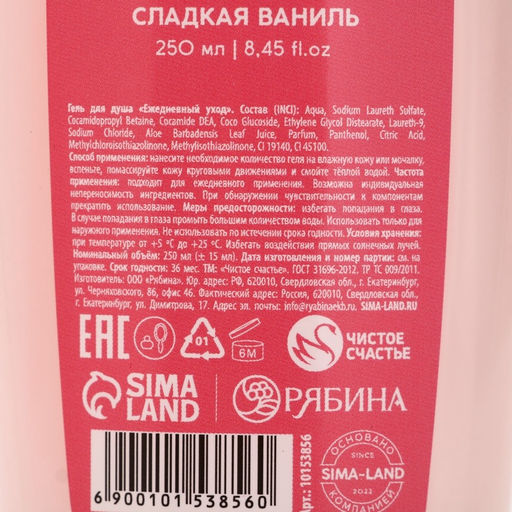 СЛАДКАЯ ВАНИЛЬ
250 мл | 8,45 fl.oz
Гель для душа «Ежедневный уход». Состав (INCI): Aqua, Sodium Laureth Sulfate,
Cocamidopropyl Betaine, Cocamide DEA, Coco Glucoside, Ethylene Glycol Distearate, Laureth-9,
Sodium Chloride, Aloe Barbadensis Leaf Juice, Parfum, Panthenol, Citric Acid,
Methylchloroisothiazolinone, Methylisothiazolinone, CI 19140, CI 45100.
Способ применения: нанесите необходимое количество геля на влажную кожу или мочалку,
вспеньте, помассируйте кожу круговыми движениями и смойте тёплой водой. Частота
применения: подходит для ежедневного применения. Возможна индивидуальная
непереносимость ингредиентов. При обнаружении чувствительности к компонентам
прекратить использование. Меры предосторожности: избегать попадания в глаза.
В случае попадания в глаза промыть большим количеством воды. Использовать только для
наружного применения. Не использовать по истечении срока годности. Условия хранения:
при температуре от +5 °С до +25 °С. Избегать воздействия прямых солнечных лучей.
Номинальный объём: 250 мл (± 15 мл). Дата изготовления и номер партии: см. на
упаковке. Срок годности: 36 мес. ТМ: «Чистое счастье». ГОСТ 31696-2012. ТР ТС 009/2011.
Изготовитель: ООО «Рябина». Юр. адрес: РФ, 620010, Свердловская обл., г. Екатеринбург,
ул. Черняховского, 86, офис 46. Фактический адрес: Россия, 620010, Свердловская обл.,
г. Екатеринбург, ул. Димитрова, 17. Адрес эл. почты: info@ryabinaekb.ru. SIMA-LAND.RU
EAC
01
6M
ЧИСТОЕ
СЧАСТЬЕ
SIMA
LAND
РЯБИНА
6 900101 538560
Арт.: 10153856
ОСНОВАНО
SINCE
SIMA-LAND
2022
КОМПАНИЕЙ